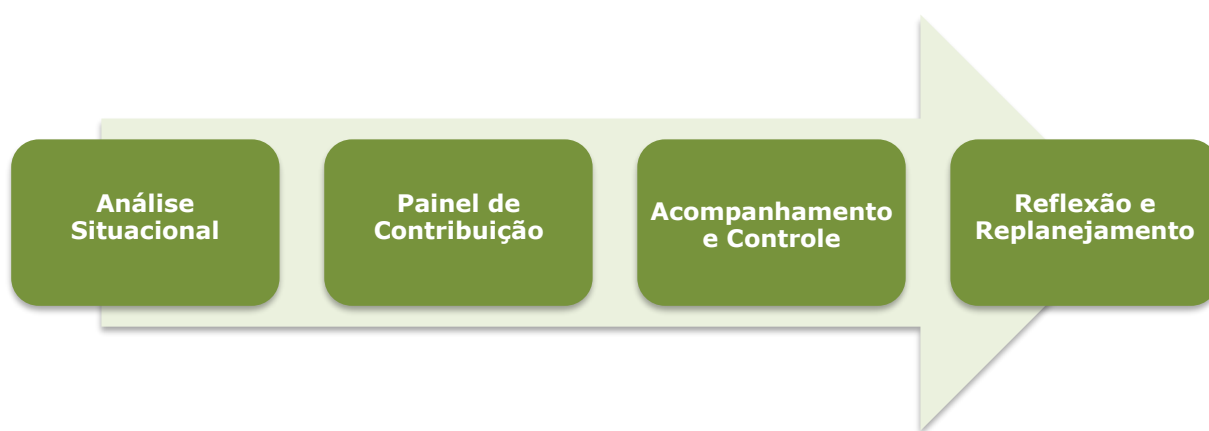 Análise
Situacional
Painel de
Contribuição
Acompanhamento
e Controle
Reflexão e
Replanejamento